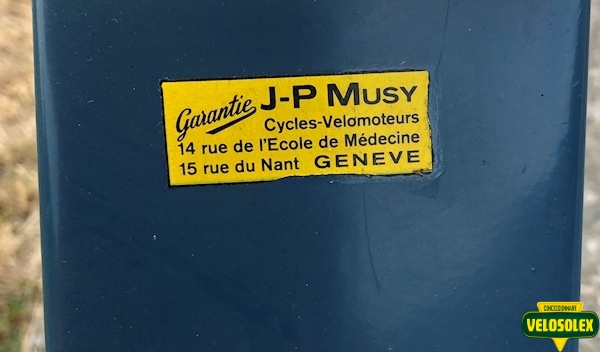 Garantie J-P MUSY
Cycles-Velomoteurs
14 rue de l'Ecole de Médecine
15 rue du Nant GENEVE
CONCESSIONNAIRE
VELOSOLEX